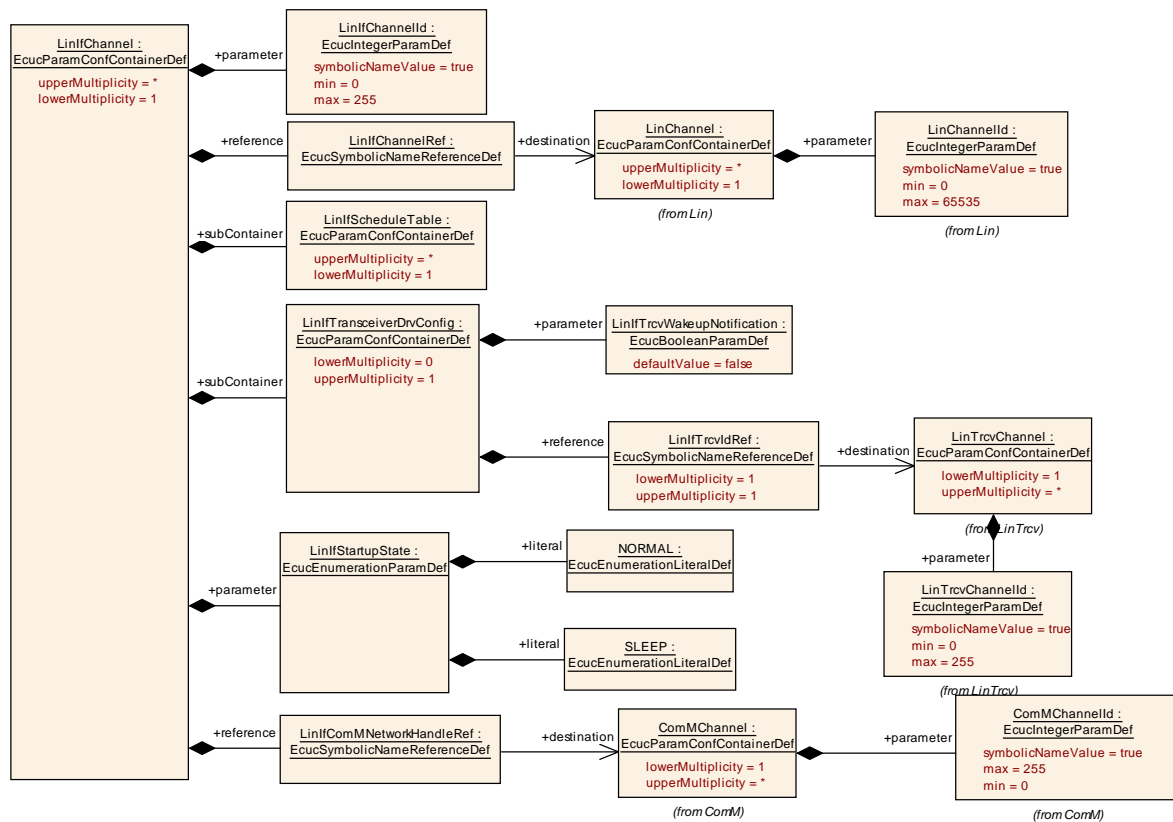 LinIfChannel :
EcucParamConfContainerDef
upperMultiplicity = *
lowerMultiplicity = 1
+parameter
LinIfChannelId :
EcucIntegerParamDef
symbolicNameValue = true
min = 0
max = 255
+reference
LinIfChannelRef :
EcucSymbolicNameReferenceDef
+destination
LinChannel :
EcucParamConfContainerDef
upperMultiplicity = *
lowerMultiplicity = 1
(from Lin)
+parameter
LinChannelId :
EcucIntegerParamDef
symbolicNameValue = true
min = 0
max = 65535
(from Lin)
+subContainer
LinIfScheduleTable :
EcucParamConfContainerDef
upperMultiplicity = *
lowerMultiplicity = 1
+subContainer
LinIfTransceiverDrvConfig :
EcucParamConfContainerDef
lowerMultiplicity = 0
upperMultiplicity = 1
+parameter
LinIfTrcvWakeupNotification :
EcucBooleanParamDef
defaultValue = false
+reference
LinIfTrcvIdRef :
EcucSymbolicNameReferenceDef
lowerMultiplicity = 1
upperMultiplicity = 1
+destination
LinTrcvChannel :
EcucParamConfContainerDef
lowerMultiplicity = 1
upperMultiplicity = *
(from LinTrcv)
+parameter
LinTrcvChannelId :
EcucIntegerParamDef
symbolicNameValue = true
min = 0
max = 255
(from LinTrcv)
+parameter
LinIfStartupState :
EcucEnumerationParamDef
+literal
NORMAL :
EcucEnumerationLiteralDef
+literal
SLEEP :
EcucEnumerationLiteralDef
+reference
LinIfComMNetworkHandleRef :
EcucSymbolicNameReferenceDef
+destination
ComMChannel :
EcucParamConfContainerDef
lowerMultiplicity = 1
upperMultiplicity = *
(from ComM)
+parameter
ComMChannelId :
EcucIntegerParamDef
symbolicNameValue = true
max = 255
min = 0
(from ComM)